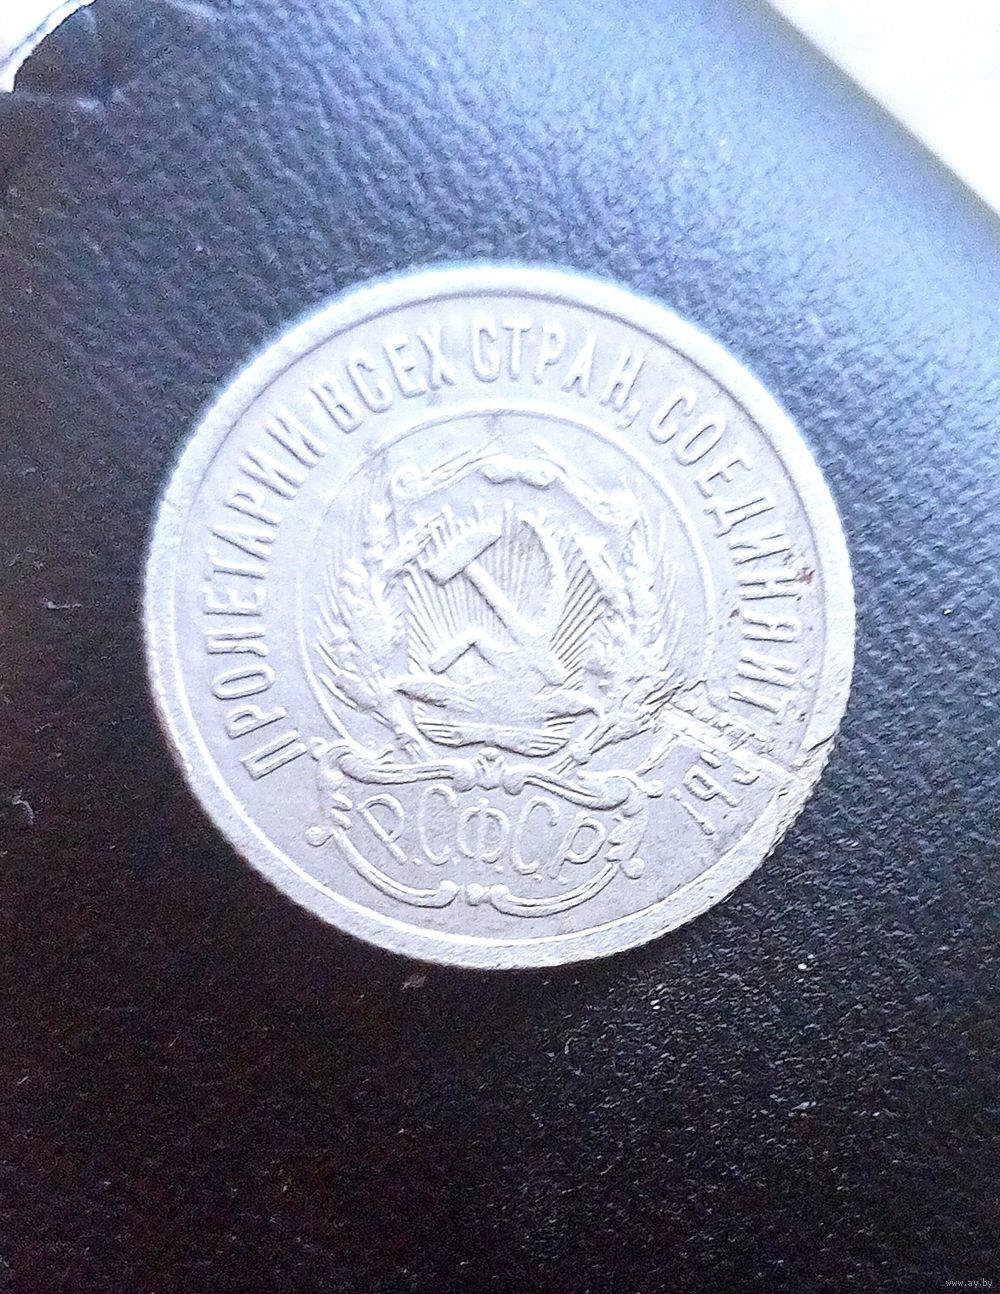 ПРОЛЕТАРИИ ВСЕХ СТРАН, СОЕДИНЯЙТЕСЬ!
Р.С.Ф.С.Р.
www.ay.by